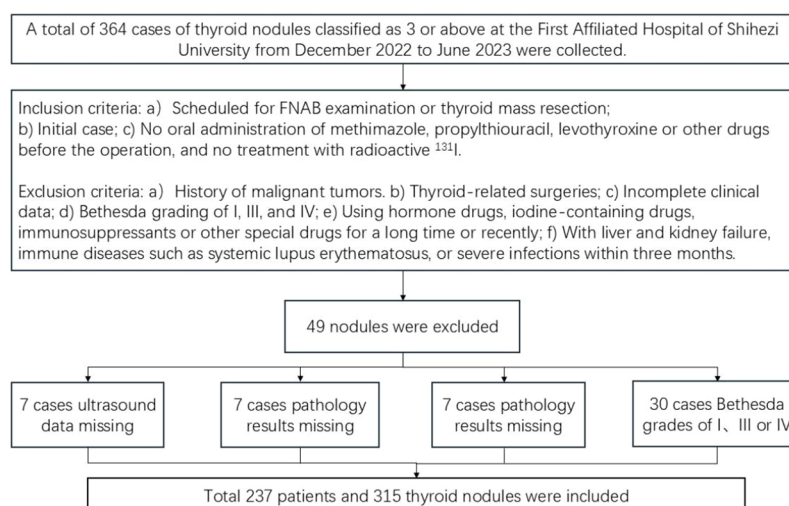 A total of 364 cases of thyroid nodules classified as 3 or above at the First Affiliated Hospital of Shihezi
University from December 2022 to June 2023 were collected.
Inclusion criteria: a）Scheduled for FNAB examination or thyroid mass resection;
b) Initial case; c) No oral administration of methimazole, propylthiouracil, levothyroxine or other drugs
before the operation, and no treatment with radioactive ¹³¹I.
Exclusion criteria: a）History of malignant tumors. b) Thyroid-related surgeries; c) Incomplete clinical
data; d) Bethesda grading of I, III, and IV; e) Using hormone drugs, iodine-containing drugs,
immunosuppressants or other special drugs for a long time or recently; f) With liver and kidney failure,
immune diseases such as systemic lupus erythematosus, or severe infections within three months.
49 nodules were excluded
7 cases ultrasound
data missing
7 cases pathology
results missing
7 cases pathology
results missing
30 cases Bethesda
grades of I、III or IV
Total 237 patients and 315 thyroid nodules were included